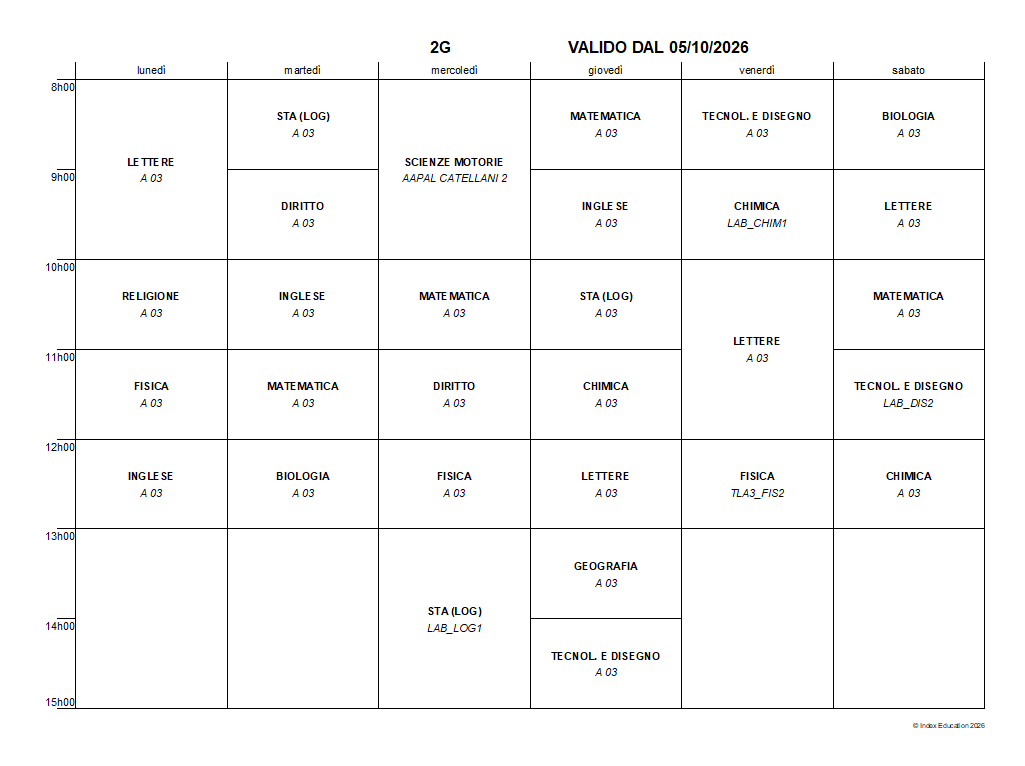 2G VALIDO DAL 05/10/2026
lunedì martedì mercoledì giovedì venerdì sabato
8h00
STA (LOG) MATEMATICA TECNOL. E DISEGNO BIOLOGIA
A 03 A 03 A 03 A 03
LETTERE SCIENZE MOTORIE
9h00 A 03 AAPAL CATELLANI 2
DIRITTO INGLESE CHIMICA LETTERE
A 03 A 03 LAB_CHIM1 A 03
10h00
RELIGIONE INGLESE MATEMATICA STA (LOG) MATEMATICA
A 03 A 03 A 03 A 03 A 03
LETTERE
11h00 A 03
FISICA MATEMATICA DIRITTO CHIMICA TECNOL. E DISEGNO
A 03 A 03 A 03 A 03 LAB_DIS2
12h00
INGLESE BIOLOGIA FISICA LETTERE FISICA CHIMICA
A 03 A 03 A 03 A 03 TLA3_FIS2 A 03
13h00
GEOGRAFIA
A 03
STA (LOG)
14h00 LAB_LOG1
TECNOL. E DISEGNO
A 03
15h00
© Index Education 2026